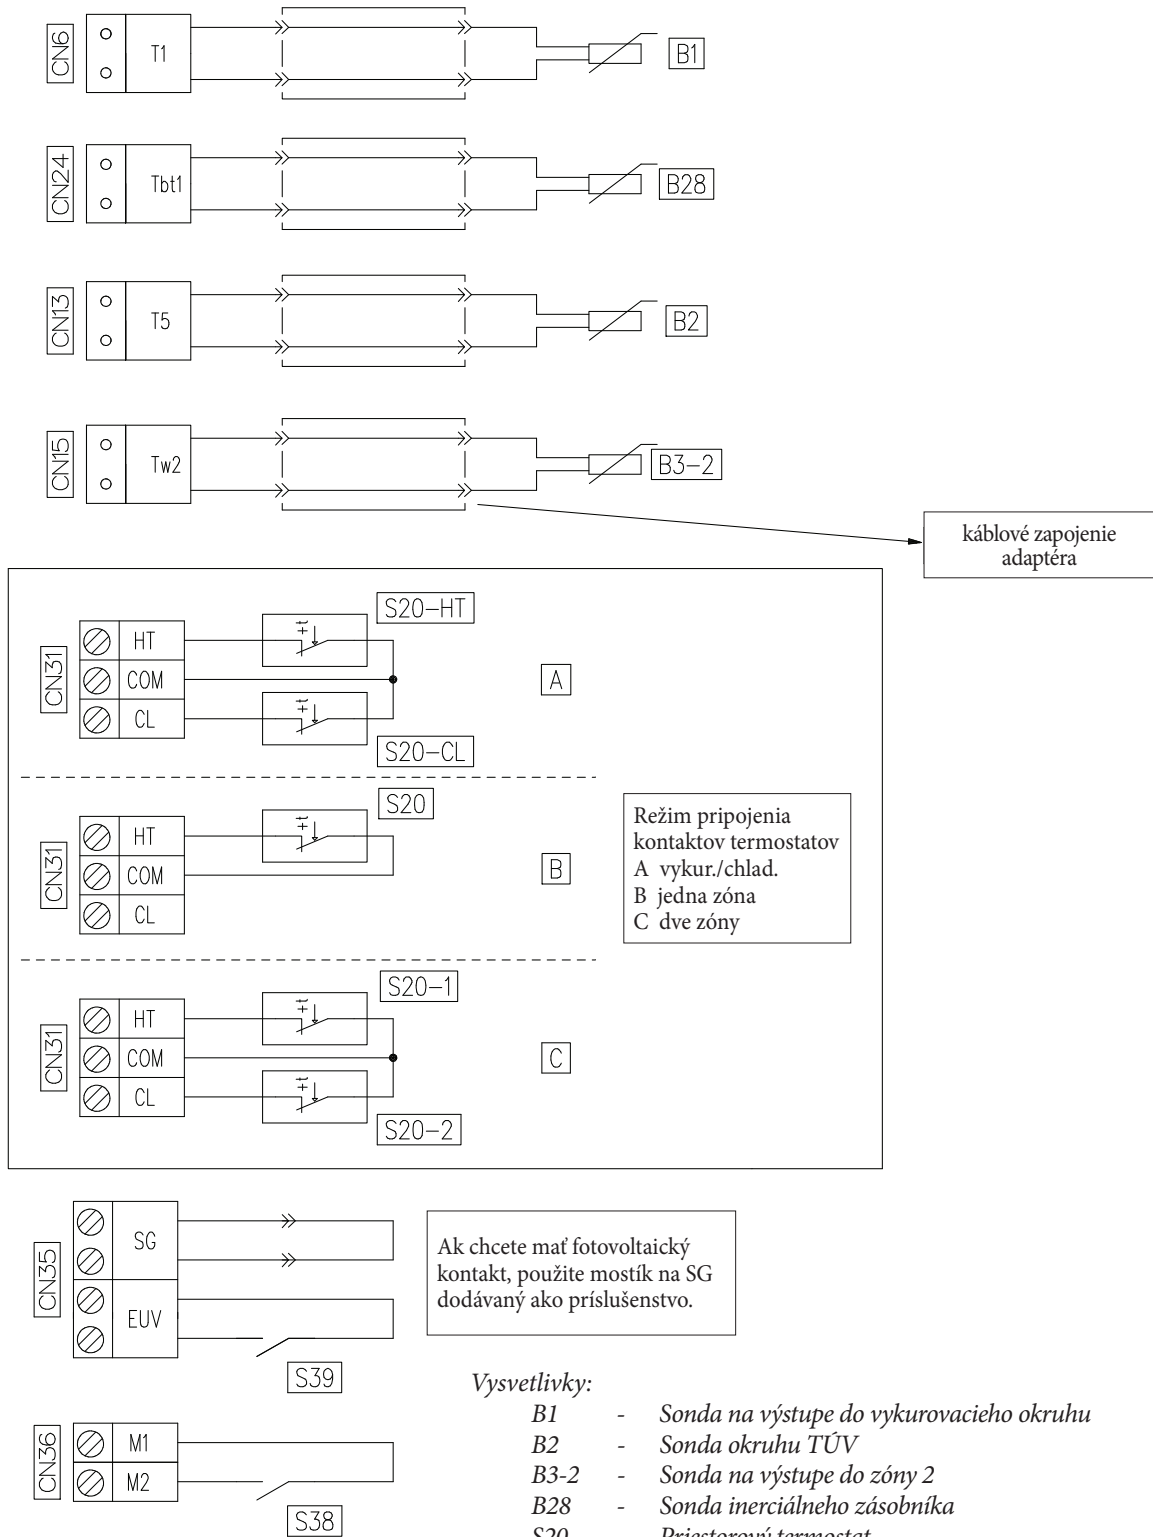 CN6
T1
B1
CN24
Tbt1
B28
CN13
T5
B2
CN15
Tw2
B3-2
káblové zapojenie
adaptéra
CN31
HT
COM
CL
+t
+t
S20-HT
S20-CL
A
CN31
HT
COM
CL
+t
S20
B
Režim pripojenia
kontaktov termostatov
A vykur./chlad.
B jedna zóna
C dve zóny
CN31
HT
COM
CL
+t
+t
S20-1
S20-2
C
CN35
SG
EUV
S39
Ak chcete mať fotovoltaický
kontakt, použite mostík na SG
dodávaný ako príslušenstvo.
CN36
M1
M2
S38
Vysvetlivky:
B1 - Sonda na výstupe do vykurovacieho okruhu
B2 - Sonda okruhu TÚV
B3-2 - Sonda na výstupe do zóny 2
B28 - Sonda inerciálneho zásobníka
S20 Priestorový termostat